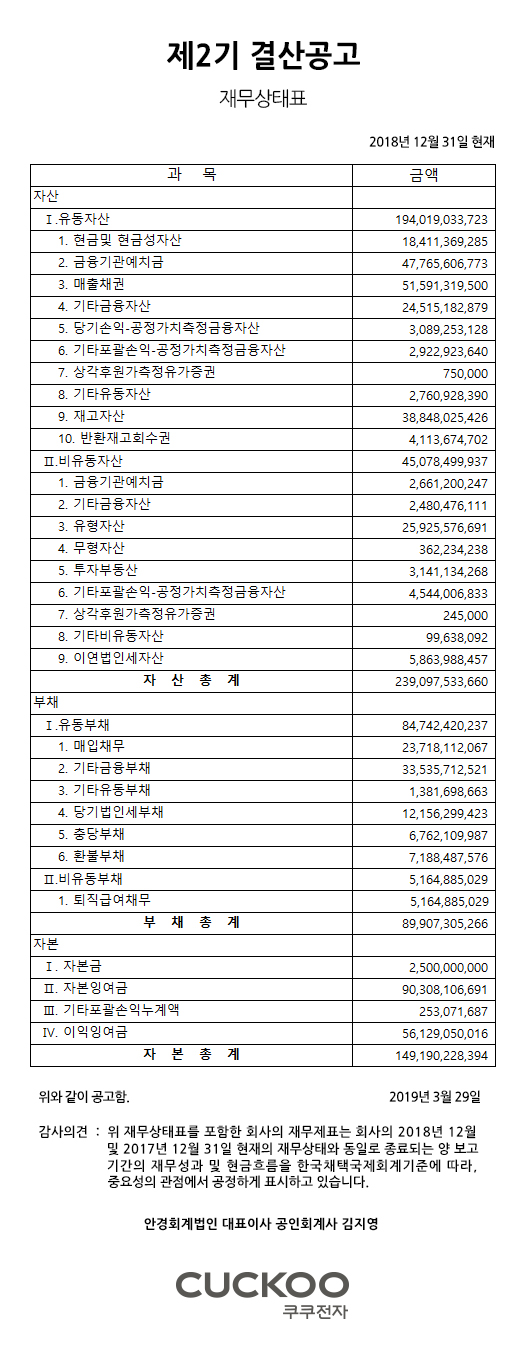 제2기 결산공고
재무상태표
2018년 12월 31일 현재
과 목 금액
자산
Ⅰ.유동자산 194,019,033,723
1. 현금및 현금성자산 18,411,369,285
2. 금융기관예치금 47,765,606,773
3. 매출채권 51,591,319,500
4. 기타금융자산 24,515,182,879
5. 당기손익-공정가치측정금융자산 3,089,253,128
6. 기타포괄손익-공정가치측정금융자산 2,922,923,640
7. 상각후원가측정유가증권 750,000
8. 기타유동자산 2,760,928,390
9. 재고자산 38,848,025,426
10. 반환재고회수권 4,113,674,702
Ⅱ.비유동자산 45,078,499,937
1. 금융기관예치금 2,661,200,247
2. 기타금융자산 2,480,476,111
3. 유형자산 25,925,576,691
4. 무형자산 362,234,238
5. 투자부동산 3,141,134,268
6. 기타포괄손익-공정가치측정금융자산 4,544,006,833
7. 상각후원가측정유가증권 245,000
8. 기타비유동자산 99,638,092
9. 이연법인세자산 5,863,988,457
자 산 총 계 239,097,533,660
부채
Ⅰ.유동부채 84,742,420,237
1. 매입채무 23,718,112,067
2. 기타금융부채 33,535,712,521
3. 기타유동부채 1,381,698,663
4. 당기법인세부채 12,156,299,423
5. 충당부채 6,762,109,987
6. 환불부채 7,188,487,576
Ⅱ.비유동부채 5,164,885,029
1. 퇴직급여채무 5,164,885,029
부 채 총 계 89,907,305,266
자본
Ⅰ. 자본금 2,500,000,000
Ⅱ. 자본잉여금 90,308,106,691
Ⅲ. 기타포괄손익누계액 253,071,687
Ⅳ. 이익잉여금 56,129,050,016
자 본 총 계 149,190,228,394
위와 같이 공고함. 2019년 3월 29일
감사의견 : 위 재무상태표를 포함한 회사의 재무제표는 회사의 2018년 12월
및 2017년 12월 31일 현재의 재무상태와 동일로 종료되는 양 보고
기간의 재무성과 및 현금흐름을 한국채택국제회계기준에 따라,
중요성의 관점에서 공정하게 표시하고 있습니다.
안경회계법인 대표이사 공인회계사 김지영
CUCKOO
쿠쿠전자